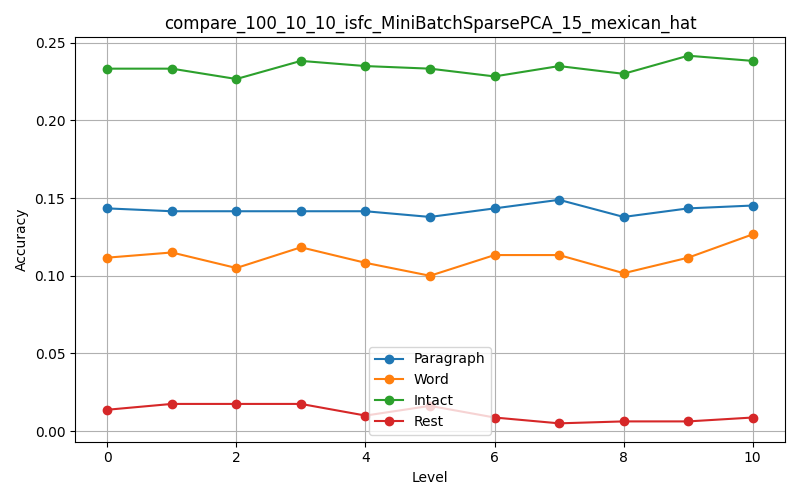 compare_100_10_10_isfc_MiniBatchSparsePCA_15_mexican_hat
0.25
0.20
0.15
0.10
0.05
0.00
Accuracy
Paragraph
Word
Intact
Rest
0 2 4 6 8 10
Level